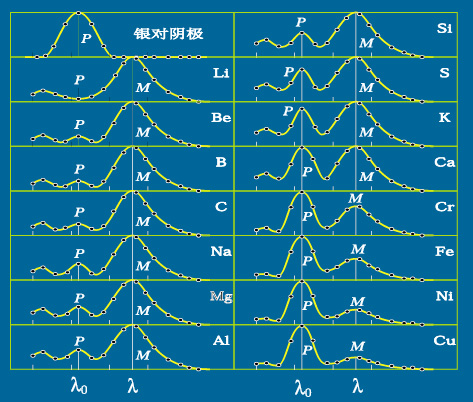 P 银对阴极
P M Li
P M Be
P M B
P M C
P M Na
P M Mg
P M Al
λ₀ λ
P M Si
P M S
P M K
P M Ca
P M Cr
P M Fe
P M Ni
P M Cu
λ₀ λ